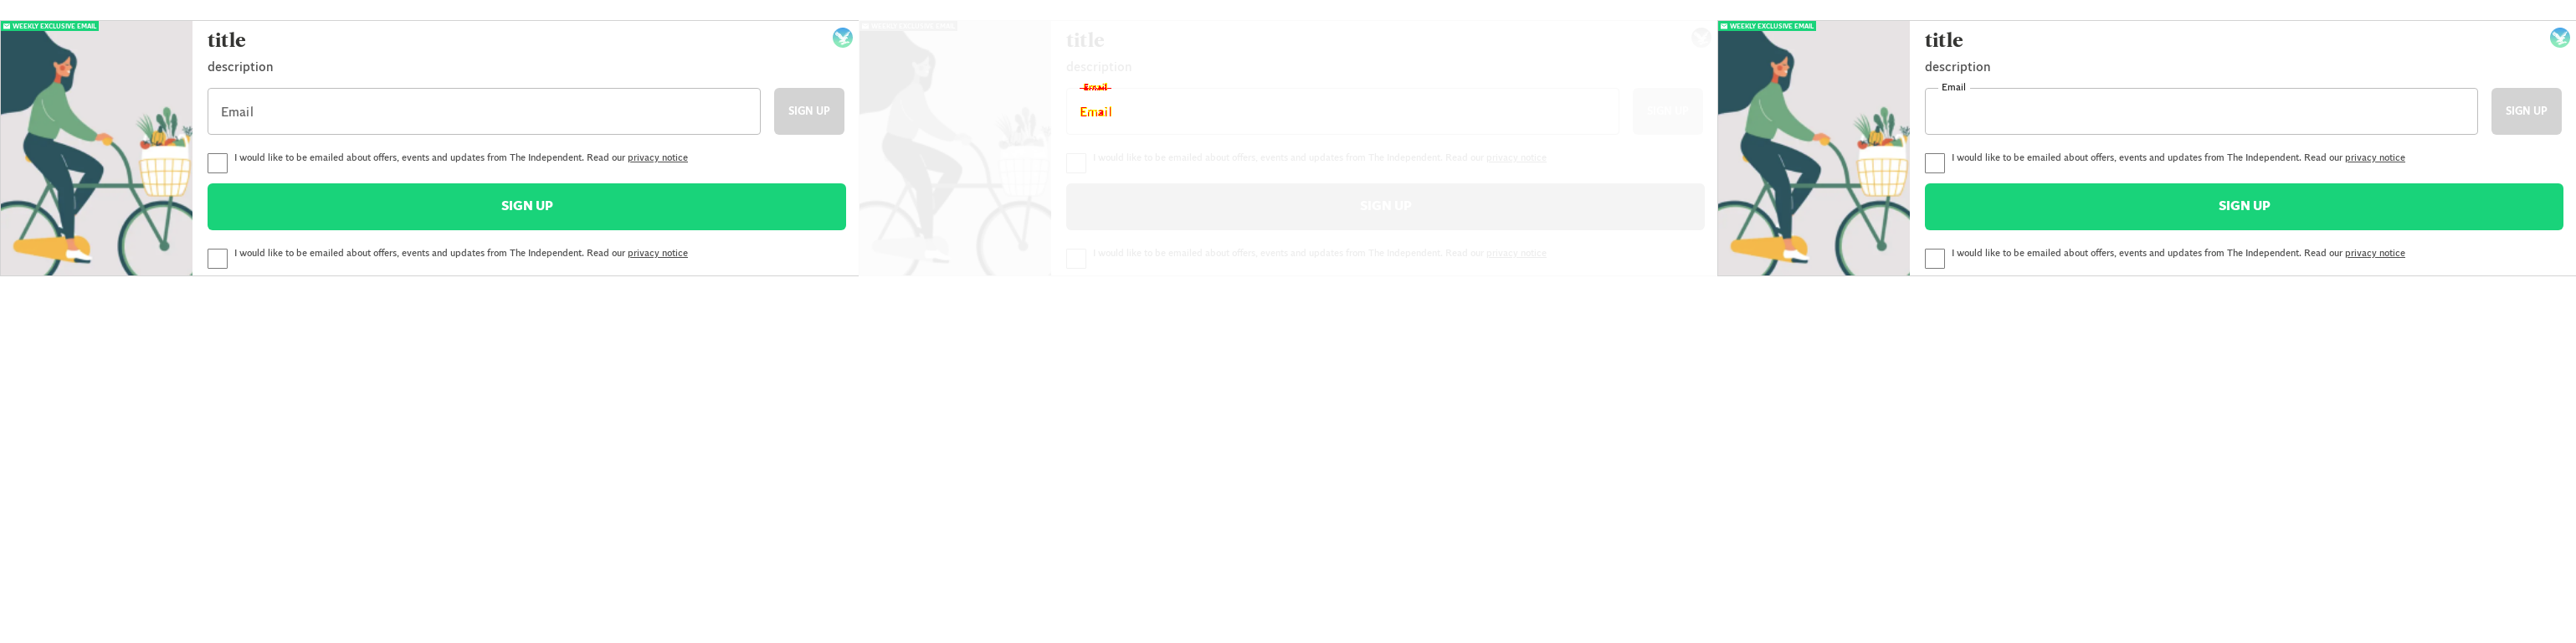 WEEKLY EXCLUSIVE EMAIL
title
description
Email
SIGN UP
I would like to be emailed about offers, events and updates from The Independent. Read our privacy notice
SIGN UP
I would like to be emailed about offers, events and updates from The Independent. Read our privacy notice
WEEKLY EXCLUSIVE EMAIL
title
description
Email
Email
SIGN UP
I would like to be emailed about offers, events and updates from The Independent. Read our privacy notice
SIGN UP
I would like to be emailed about offers, events and updates from The Independent. Read our privacy notice
WEEKLY EXCLUSIVE EMAIL
title
description
Email
SIGN UP
I would like to be emailed about offers, events and updates from The Independent. Read our privacy notice
SIGN UP
I would like to be emailed about offers, events and updates from The Independent. Read our privacy notice